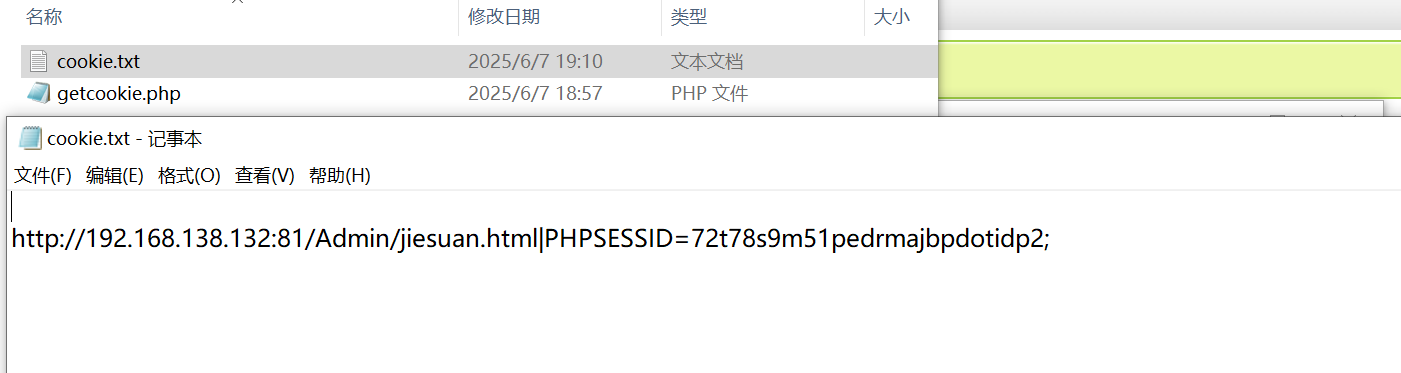 名称 修改日期 类型 大小
cookie.txt 2025/6/7 19:10 文本文档
getcookie.php 2025/6/7 18:57 PHP 文件
cookie.txt - 记事本
文件(F) 编辑(E) 格式(O) 查看(V) 帮助(H)
http://192.168.138.132:81/Admin/jiesuan.html|PHPSESSID=72t78s9m51pedrmajbpdotidp2;